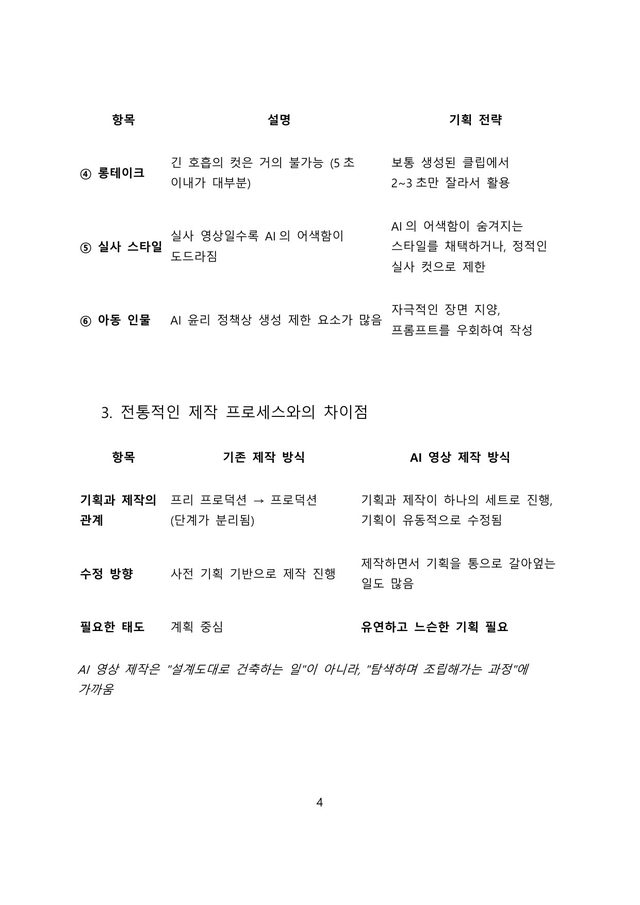 항목 설명 기획 전략
④ 롱테이크 긴 호흡의 컷은 거의 불가능 (5초 이내가 대부분) 보통 생성된 클립에서 2~3초만 잘라서 활용
⑤ 실사 스타일 실사 영상일수록 AI의 어색함이 도드라짐 AI의 어색함이 숨겨지는 스타일를 채택하거나, 정적인 실사 컷으로 제한
⑥ 아동 인물 AI 윤리 정책상 생성 제한 요소가 많음 자극적인 장면 지양, 프롬프트를 우회하여 작성
3. 전통적인 제작 프로세스와의 차이점
항목 기존 제작 방식 AI 영상 제작 방식
기획과 제작의 관계 프리 프로덕션 → 프로덕션 (단계가 분리됨) 기획과 제작이 하나의 세트로 진행, 기획이 유동적으로 수정됨
수정 방향 사전 기획 기반으로 제작 진행 제작하면서 기획을 통으로 갈아엎는 일도 많음
필요한 태도 계획 중심 유연하고 느슨한 기획 필요
AI 영상 제작은 "설계도대로 건축하는 일"이 아니라, "탐색하며 조립해가는 과정"에
가까움
4